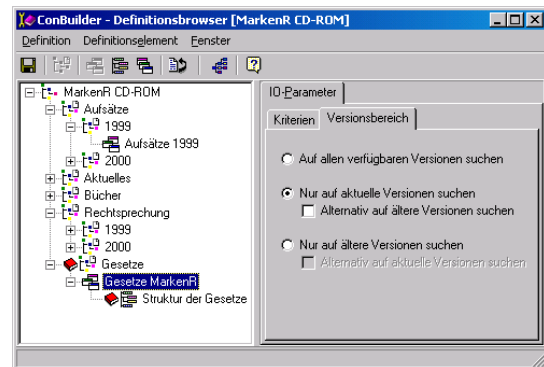 ConBuilder - Definitionsbrowser [MarkenR CD-ROM]
Definition Definitionselement Fenster
MarkenR CD-ROM
Aufsätze
1999
Aufsätze 1999
2000
Aktuelles
Bücher
Rechtsprechung
1999
2000
Gesetze
Gesetze MarkenR
Struktur der Gesetze
IO-Parameter
Kriterien Versionsbereich
Auf allen verfügbaren Versionen suchen
Nur auf aktuelle Versionen suchen
Alternativ auf ältere Versionen suchen
Nur auf ältere Versionen suchen
Alternativ auf aktuelle Versionen suchen